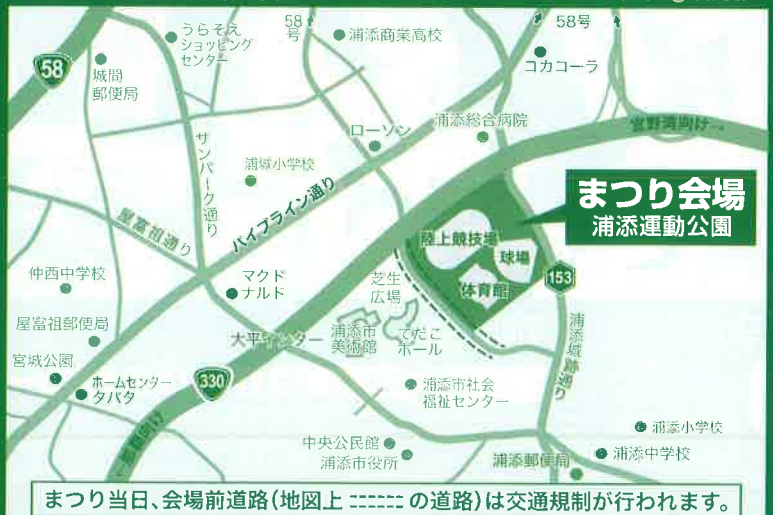 58号
58号
うらそえ
ショッピング
センター
浦添商業高校
58
城間
郵便局
コカコーラ
ローソン
浦添総合病院
宜野湾向け→
サンパーク通り
浦城小学校
パイプライン通り
まつり会場
浦添運動公園
屋富祖通り
陸上競技場
球場
体育館
153
仲西中学校
マクド
ナルド
芝生
広場
屋富祖郵便局
大平インター
浦添市
美術館
てだこ
ホール
浦添城跡通り
宮城公園
ホームセンター
タバタ
330
浦添市社会
福祉センター
←那覇向け
中央公民館
浦添市役所
浦添郵便局
浦添小学校
浦添中学校
まつり当日、会場前道路(地図上 ====== の道路)は交通規制が行われます。